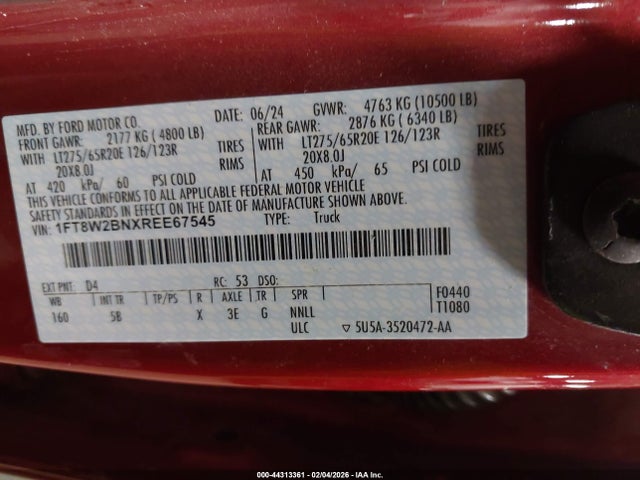 MFD. BY FORD MOTOR CO.
DATE: 06/24 GVWR: 4763 KG (10500 LB)
FRONT GAWR: 2177 KG ( 4800 LB) REAR GAWR: 2876 KG ( 6340 LB)
WITH LT275/65R20E 126/123R TIRES WITH LT275/65R20E 126/123R TIRES
20X8.0J RIMS 20X8.0J RIMS
AT 420 kPa/ 60 PSI COLD AT 450 kPa/ 65 PSI COLD
THIS VEHICLE CONFORMS TO ALL APPLICABLE FEDERAL MOTOR VEHICLE
SAFETY STANDARDS IN EFFECT ON THE DATE OF MANUFACTURE SHOWN ABOVE.
VIN: 1FT8W2BNXREE67545 TYPE: Truck
EXT PNT: D4 RC: 53 DSO: F0440
WB INT TR TP/PS R AXLE TR SPR T1080
160 5B X 3E G NNLL
ULC ▽ 5U5A-3520472-AA
000-44313361 - 02/04/2026 - IAA Inc.